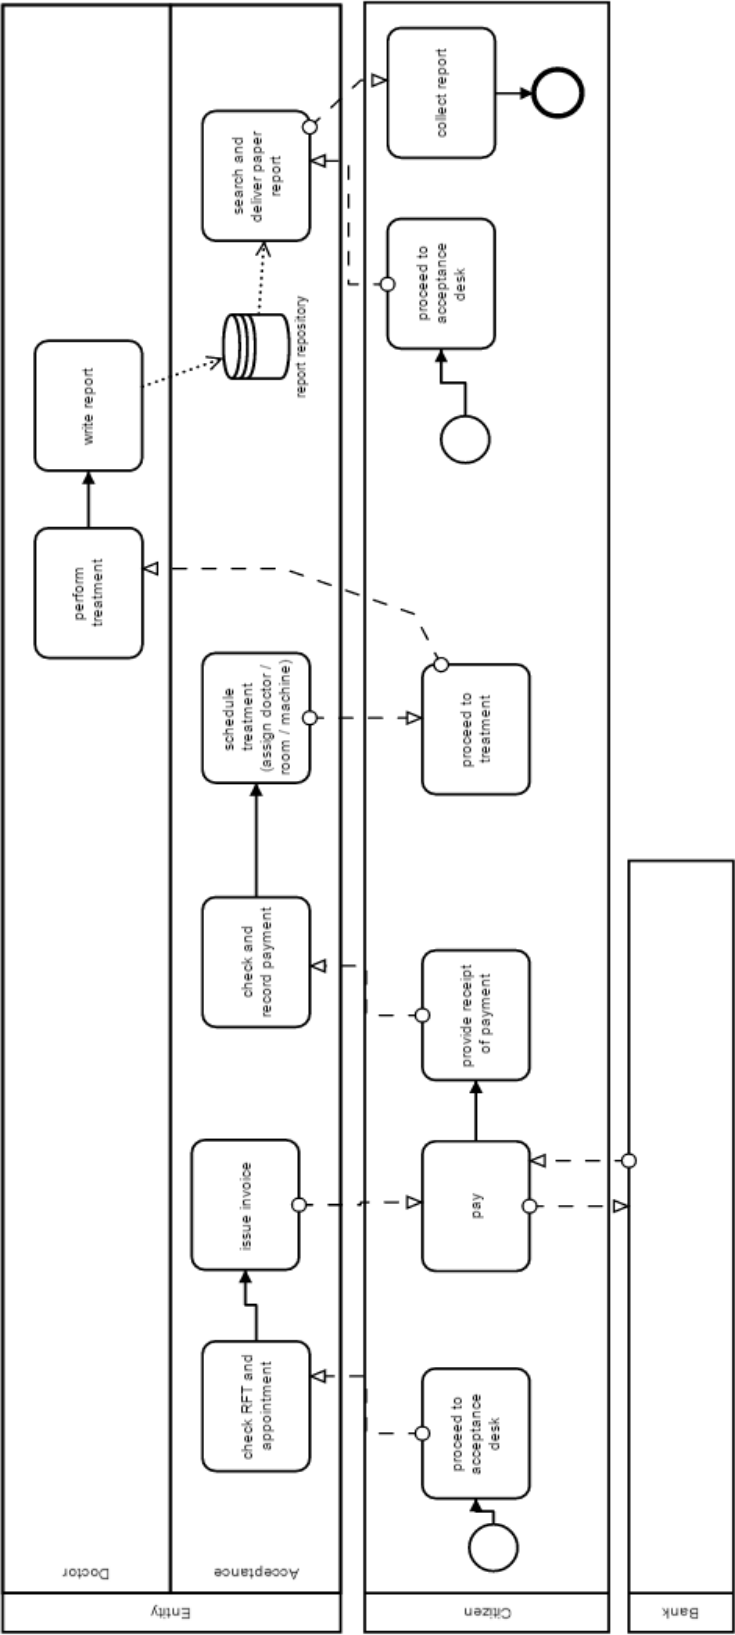 Entity
Doctor
Acceptance
perform
treatment
write report
check RFT and
appointment
issue invoice
check and
record payment
schedule
treatment
(assign doctor /
room / machine)
report repository
search and
deliver paper
report
Citizen
proceed to
acceptance
desk
pay
provide receipt
of payment
proceed to
treatment
proceed to
acceptance
desk
collect report
Bank